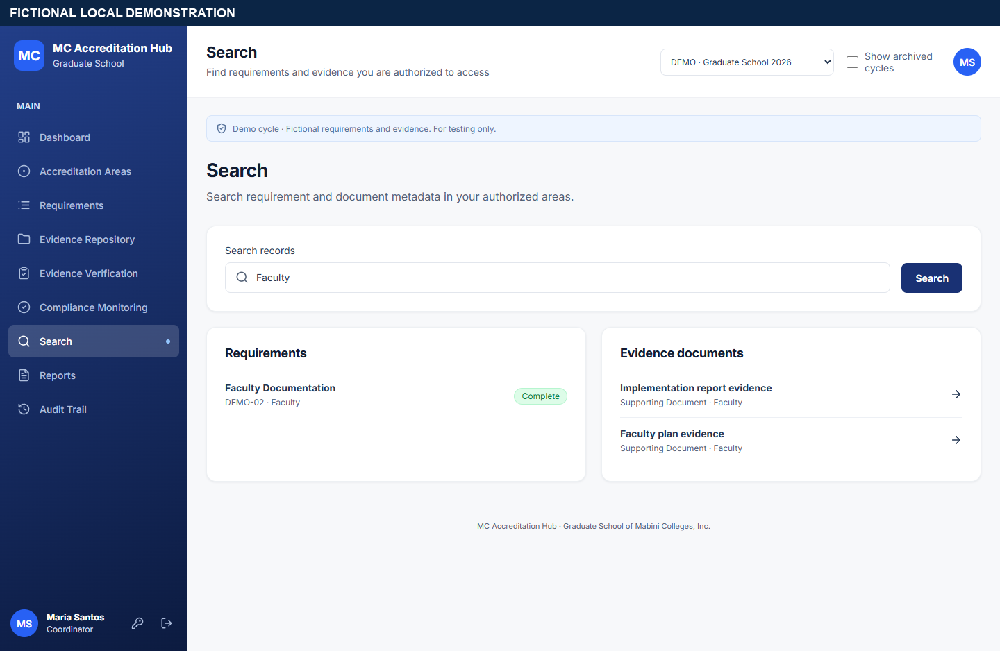 FICTIONAL LOCAL DEMONSTRATION
MC
MC Accreditation Hub
Graduate School
MAIN
Dashboard
Accreditation Areas
Requirements
Evidence Repository
Evidence Verification
Compliance Monitoring
Search
Reports
Audit Trail
MS
Maria Santos
Coordinator
Search
Find requirements and evidence you are authorized to access
DEMO · Graduate School 2026
Show archived
cycles
MS
Demo cycle · Fictional requirements and evidence. For testing only.
Search
Search requirement and document metadata in your authorized areas.
Search records
Faculty
Search
Requirements
Faculty Documentation
DEMO-02 · Faculty
Complete
Evidence documents
Implementation report evidence
Supporting Document · Faculty
Faculty plan evidence
Supporting Document · Faculty
MC Accreditation Hub · Graduate School of Mabini Colleges, Inc.